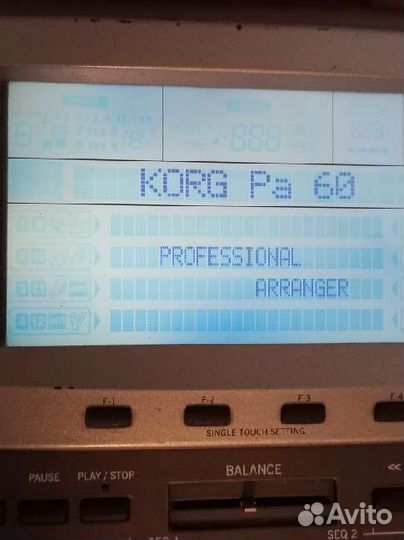 KORG Pa 60
PROFESSIONAL
ARRANGER
F-1 F-2 F-3 F-4
SINGLE TOUCH SETTING
PAUSE PLAY / STOP BALANCE <<
SEQ 2
Avito